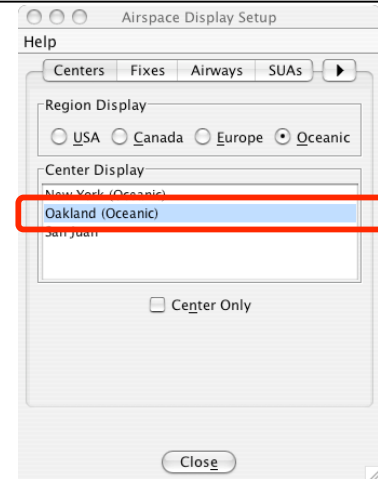 Airspace Display Setup
Help
Centers Fixes Airways SUAs
Region Display
USA Canada Europe Oceanic
Center Display
New York (Oceanic)
Oakland (Oceanic)
San Juan
Center Only
Close